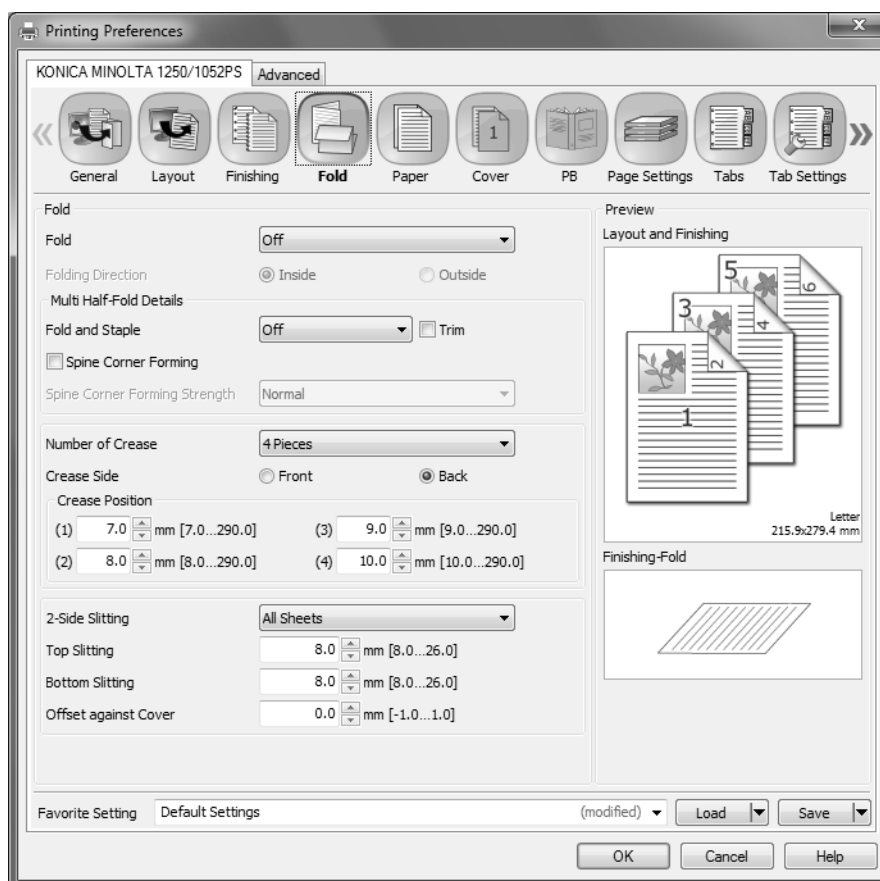 Printing Preferences
x
KONICA MINOLTA 1250/1052PS Advanced
General Layout Finishing Fold Paper Cover PB Page Settings Tabs Tab Settings
1
Fold
Fold Off
Folding Direction Inside Outside
Multi Half-Fold Details
Fold and Staple Off Trim
Spine Corner Forming
Spine Corner Forming Strength Normal
Number of Crease 4 Pieces
Crease Side Front Back
Crease Position
(1) 7.0 mm [7.0...290.0] (3) 9.0 mm [9.0...290.0]
(2) 8.0 mm [8.0...290.0] (4) 10.0 mm [10.0...290.0]
2-Side Slitting All Sheets
Top Slitting 8.0 mm [8.0...26.0]
Bottom Slitting 8.0 mm [8.0...26.0]
Offset against Cover 0.0 mm [-1.0...1.0]
Preview
Layout and Finishing
5 6
3 4
2
1
Letter
215.9x279.4 mm
Finishing-Fold
Favorite Setting Default Settings (modified) Load Save
OK Cancel Help